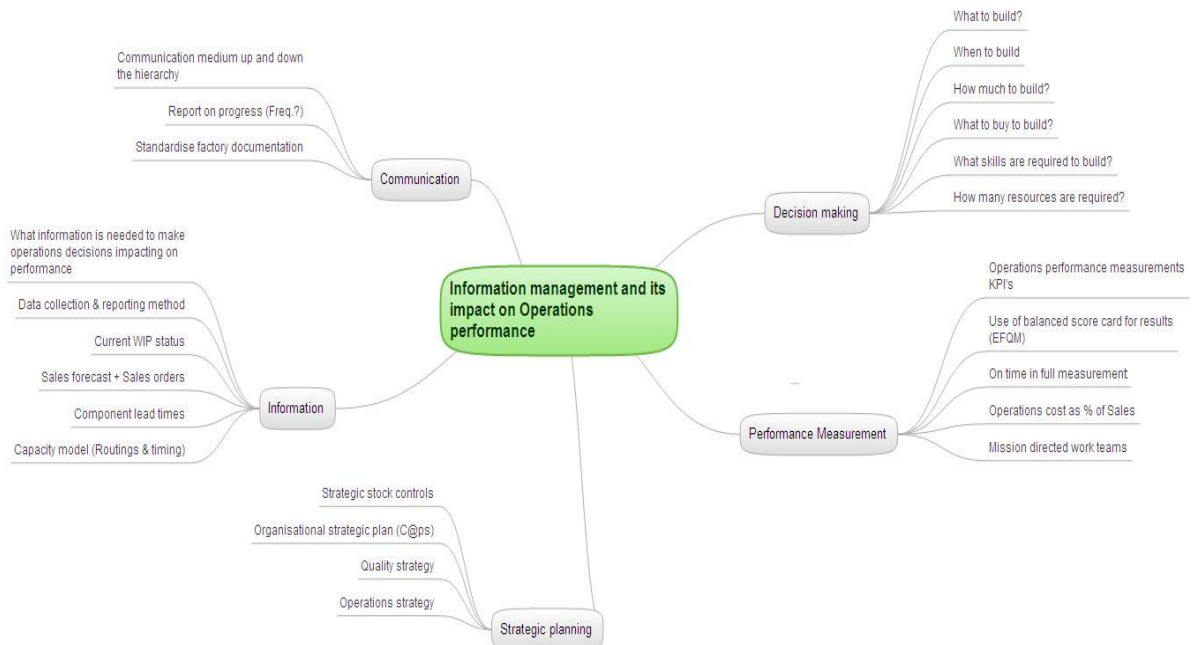 Information management and its
impact on Operations
performance
Communication
Communication medium up and down
the hierarchy
Report on progress (Freq.?)
Standardise factory documentation
Information
What information is needed to make
operations decisions impacting on
performance
Data collection & reporting method
Current WIP status
Sales forecast + Sales orders
Component lead times
Capacity model (Routings & timing)
Strategic planning
Strategic stock controls
Organisational strategic plan (C@ps)
Quality strategy
Operations strategy
Decision making
What to build?
When to build
How much to build?
What to buy to build?
What skills are required to build?
How many resources are required?
Performance Measurement
Operations performance measurements
KPI's
Use of balanced score card for results
(EFQM)
On time in full measurement
Operations cost as % of Sales
Mission directed work teams